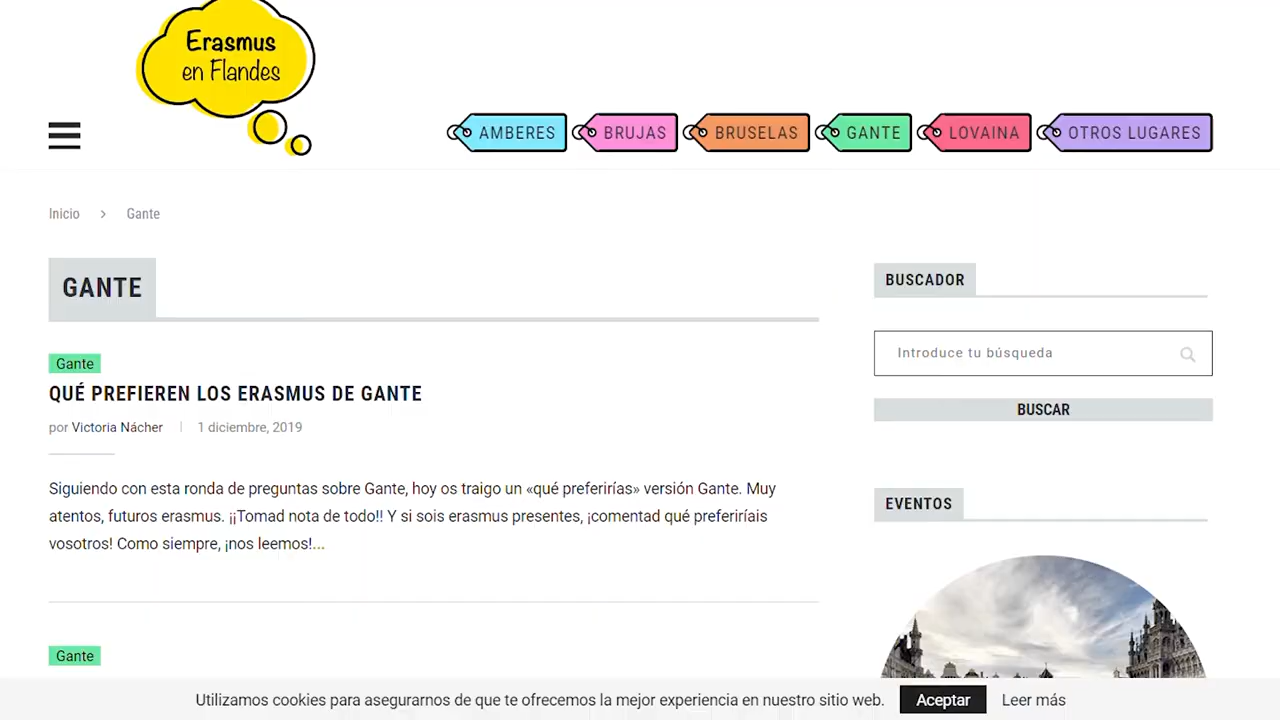 Erasmus
en Flandes
AMBERES
BRUJAS
BRUSELAS
GANTE
LOVAINA
OTROS LUGARES
Inicio > Gante
GANTE
Gante
QUÉ PREFIEREN LOS ERASMUS DE GANTE
por Victoria Nácher | 1 diciembre, 2019
Siguiendo con esta ronda de preguntas sobre Gante, hoy os traigo un «qué preferirías» versión Gante. Muy
atentos, futuros erasmus. ¡¡Tomad nota de todo!! Y si sois erasmus presentes, ¡comentad qué preferiríais
vosotros! Como siempre, ¡nos leemos!...
Gante
BUSCADOR
Introduce tu búsqueda
BUSCAR
EVENTOS
Utilizamos cookies para asegurarnos de que te ofrecemos la mejor experiencia en nuestro sitio web.
Aceptar
Leer más